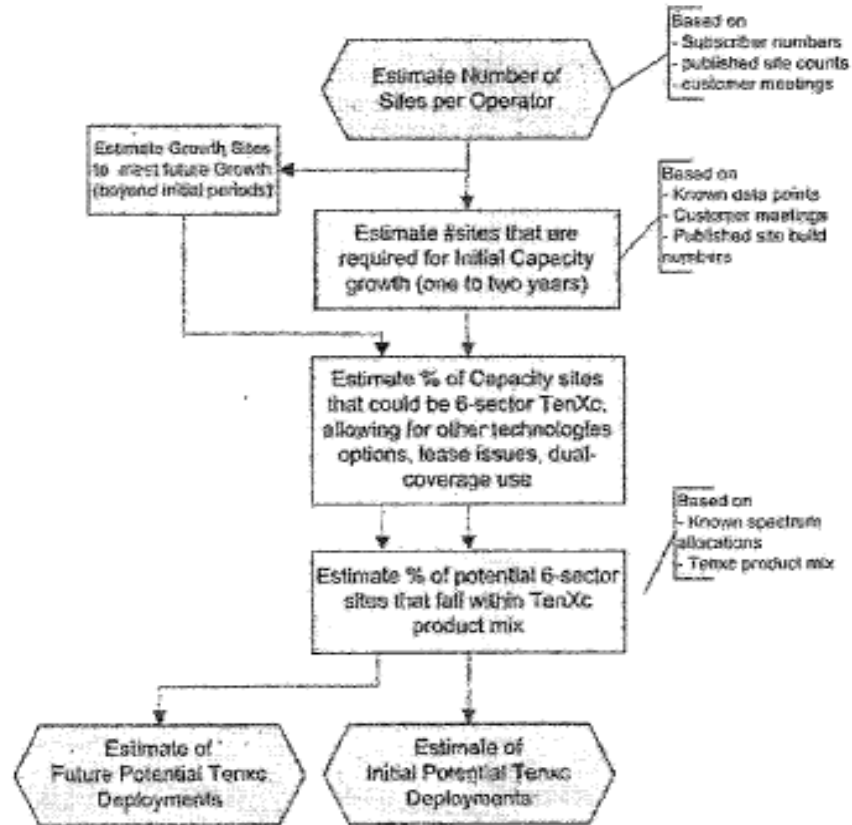 Based on
- Subscriber numbers
- published site counts
- customer meetings
Estimate Number of
Sites per Operator
Estimate Growth Sites
to meet future Growth
(beyond initial periods)
Based on
- Known data points
- Customer meetings
- Published site build
numbers
Estimate #sites that are
required for Initial Capacity
growth (one to two years)
Estimate % of Capacity sites
that could be 6-sector TenXc,
allowing for other technologies
options, lease issues, dual-
coverage use
Based on
- Known spectrum
allocations
- Tenxc product mix
Estimate % of potential 6-sector
sites that fall within TenXc
product mix
Estimate of
Future Potential Tenxc
Deployments
Estimate of
Initial Potential Tenxc
Deployments